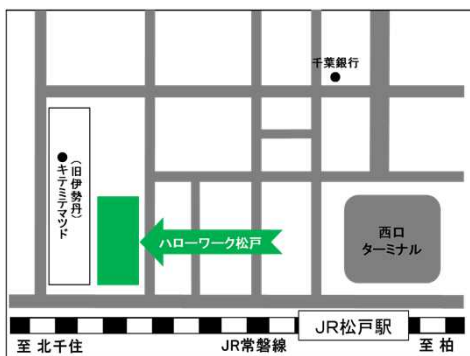 千葉銀行
(旧伊勢丹)
キテミテマツド
ハローワーク松戸
西口
ターミナル
JR松戸駅
至 北千住
JR常磐線
至 柏